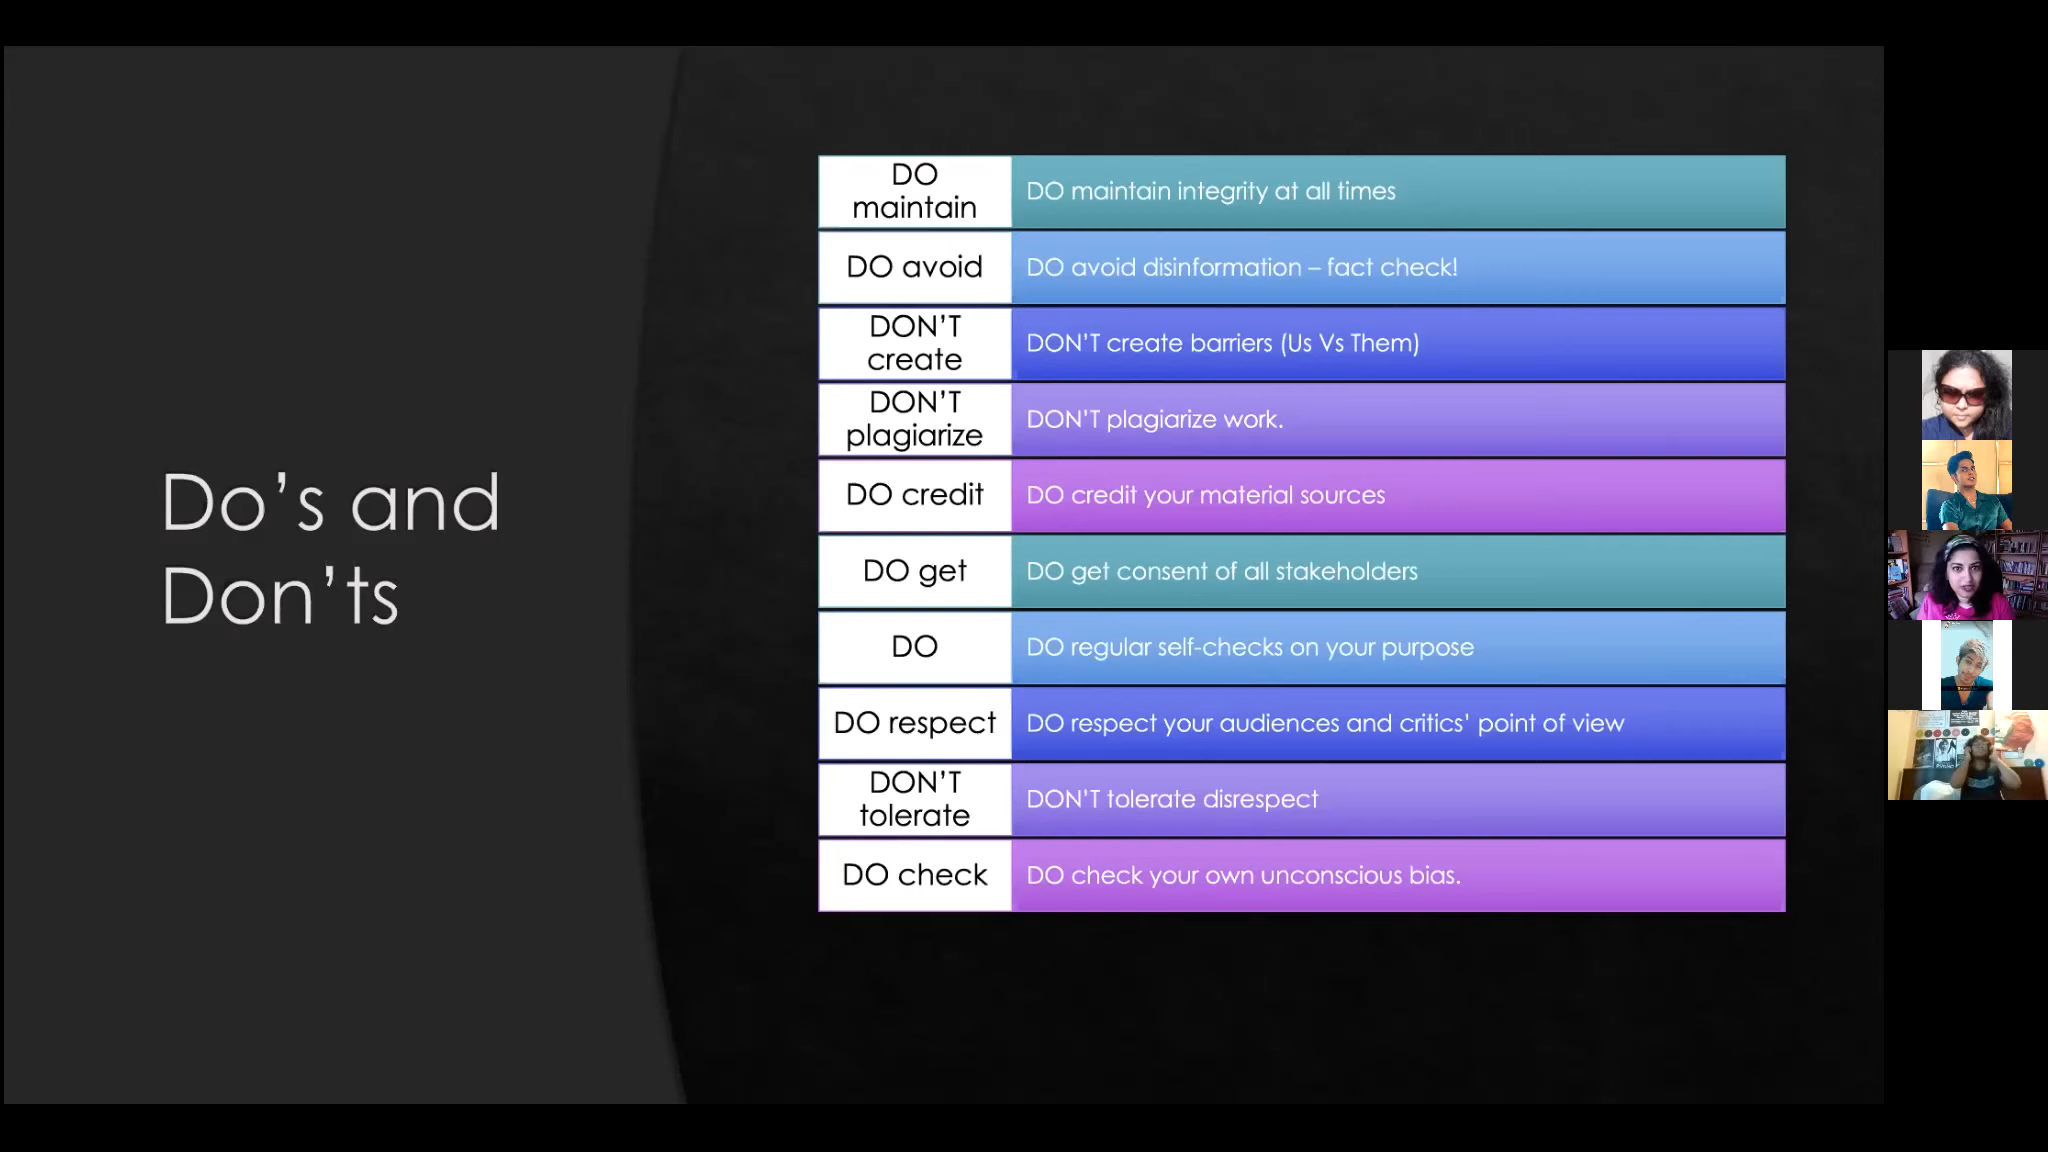 Do’s and
Don’ts
DO
maintain
DO maintain integrity at all times
DO avoid
DO avoid disinformation – fact check!
DON’T
create
DON’T create barriers (Us Vs Them)
DON’T
plagiarize
DON’T plagiarize work.
DO credit
DO credit your material sources
DO get
DO get consent of all stakeholders
DO
DO regular self-checks on your purpose
DO respect
DO respect your audiences and critics’ point of view
DON’T
tolerate
DON’T tolerate disrespect
DO check
DO check your own unconscious bias.